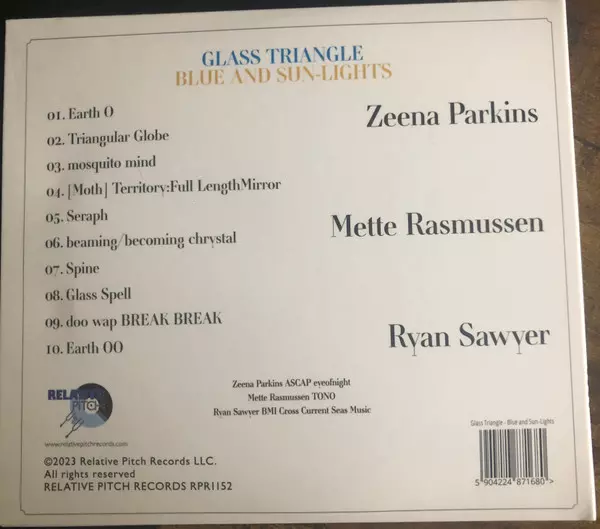 GLASS TRIANGLE
BLUE AND SUN-LIGHTS
01. Earth O
02. Triangular Globe
03. mosquito mind
04. [Moth] Territory:Full LengthMirror
05. Seraph
06. beaming/becoming chrystal
07. Spine
08. Glass Spell
09. doo wap BREAK BREAK
10. Earth OO
Zeena Parkins
Mette Rasmussen
Ryan Sawyer
Zeena Parkins ASCAP eyeofnight
Mette Rasmussen TONO
Ryan Sawyer BMI Cross Current Seas Music
RELATIVE
PITCH
www.relativepitchrecords.com
©2023 Relative Pitch Records LLC.
All rights reserved
RELATIVE PITCH RECORDS RPR1152
Glass Triangle - Blue and Sun-Lights
5 904224 871680>